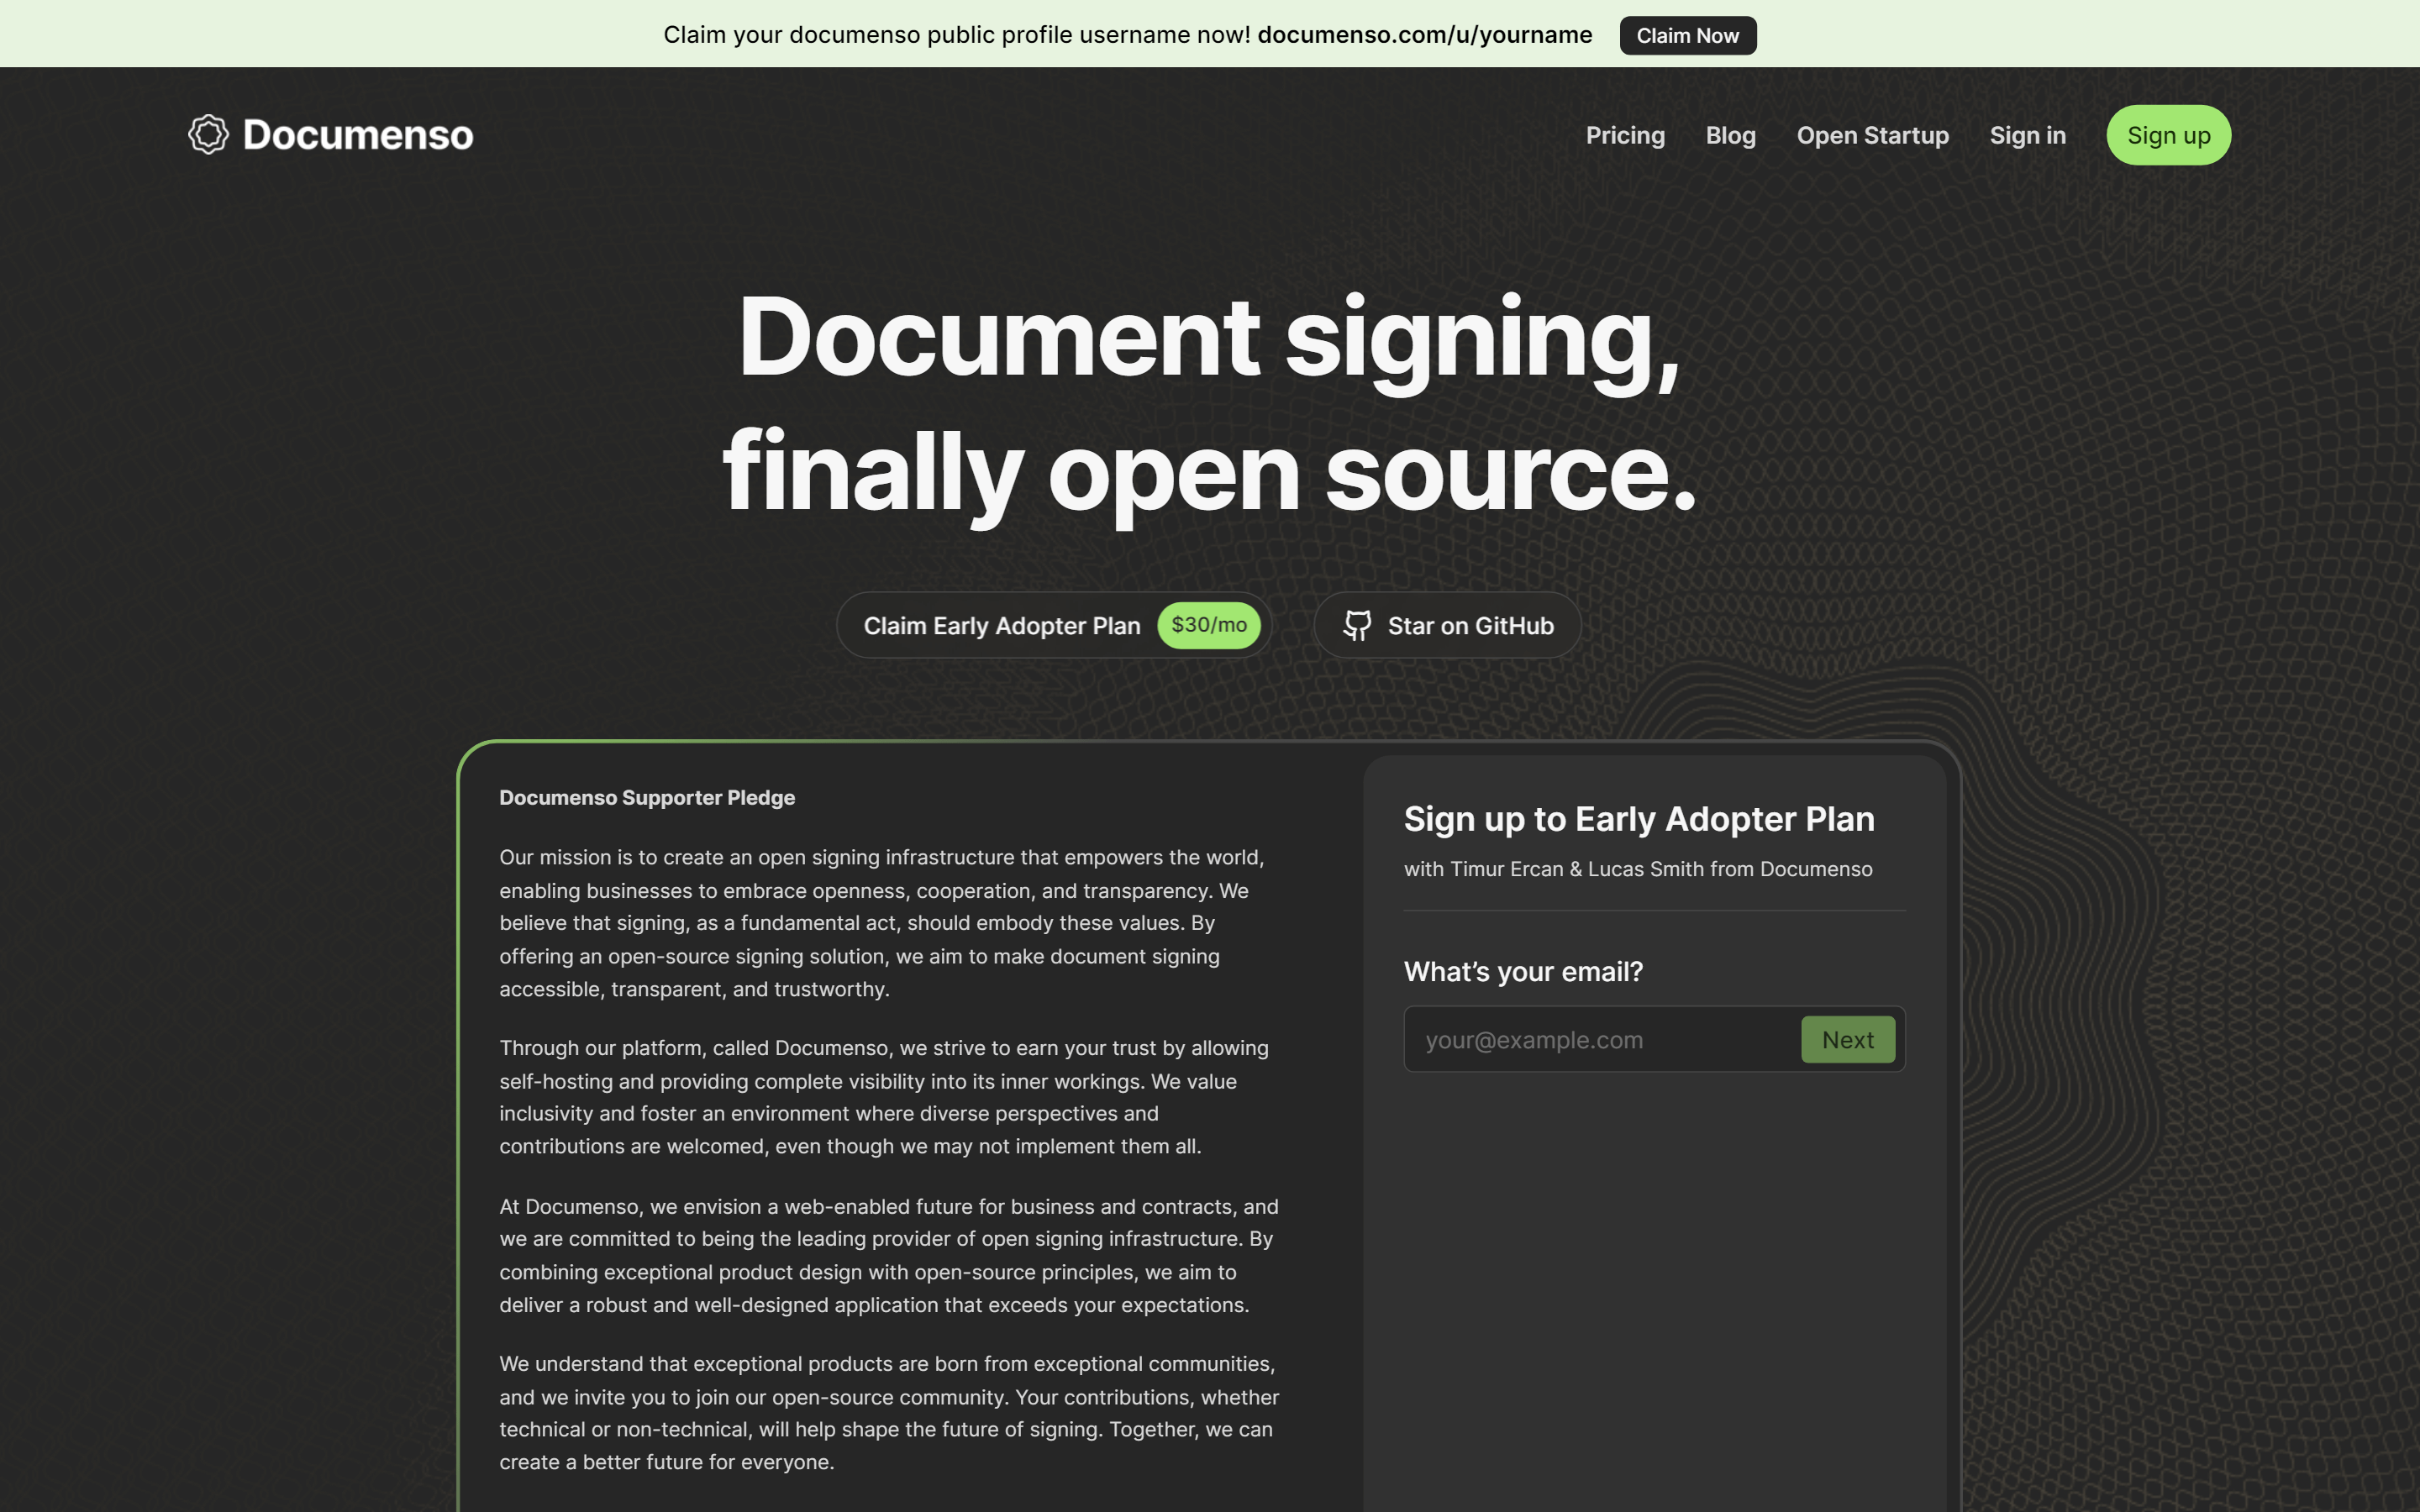 Claim your documenso public profile username now! documenso.com/u/yourname Claim Now
Documenso
Pricing Blog Open Startup Sign in Sign up
Document signing,
finally open source.
Claim Early Adopter Plan $30/mo Star on GitHub
Documenso Supporter Pledge
Our mission is to create an open signing infrastructure that empowers the world,
enabling businesses to embrace openness, cooperation, and transparency. We
believe that signing, as a fundamental act, should embody these values. By
offering an open-source signing solution, we aim to make document signing
accessible, transparent, and trustworthy.
Through our platform, called Documenso, we strive to earn your trust by allowing
self-hosting and providing complete visibility into its inner workings. We value
inclusivity and foster an environment where diverse perspectives and
contributions are welcomed, even though we may not implement them all.
At Documenso, we envision a web-enabled future for business and contracts, and
we are committed to being the leading provider of open signing infrastructure. By
combining exceptional product design with open-source principles, we aim to
deliver a robust and well-designed application that exceeds your expectations.
We understand that exceptional products are born from exceptional communities,
and we invite you to join our open-source community. Your contributions, whether
technical or non-technical, will help shape the future of signing. Together, we can
create a better future for everyone.
Sign up to Early Adopter Plan
with Timur Ercan & Lucas Smith from Documenso
What’s your email?
your@example.com Next